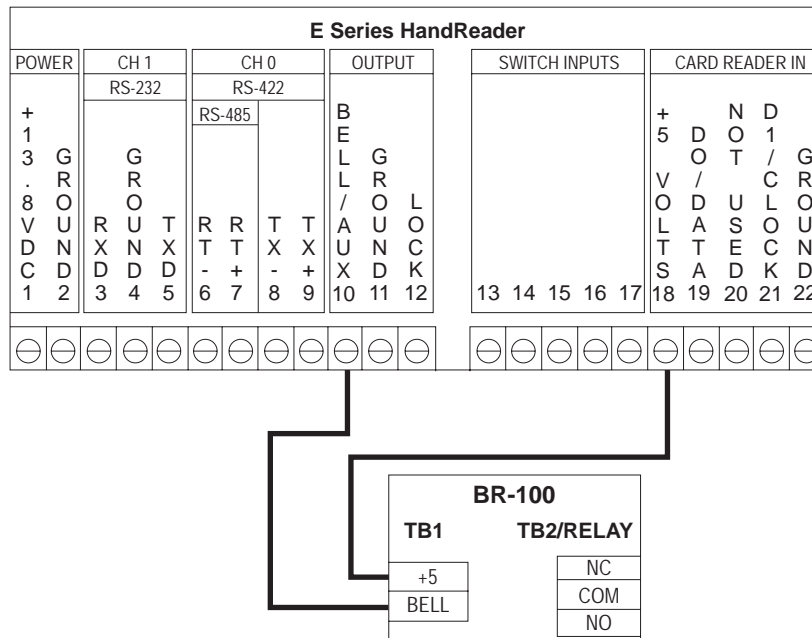 E Series HandReader
POWER CH 1 CH 0 OUTPUT SWITCH INPUTS CARD READER IN
RS-232 RS-422
RS-485
+13.8VDC
GROUND
RXD
GROUND
TXD
RT-
RT+
TX-
TX+
BELL/AUX
GROUND
LOCK
+5 VOLTS
DO/DATA
NOT USED
D1/CLOCK
GROUND
1 2 3 4 5 6 7 8 9 10 11 12 13 14 15 16 17 18 19 20 21 22
BR-100
TB1 TB2/RELAY
+5 NC
BELL COM
NO